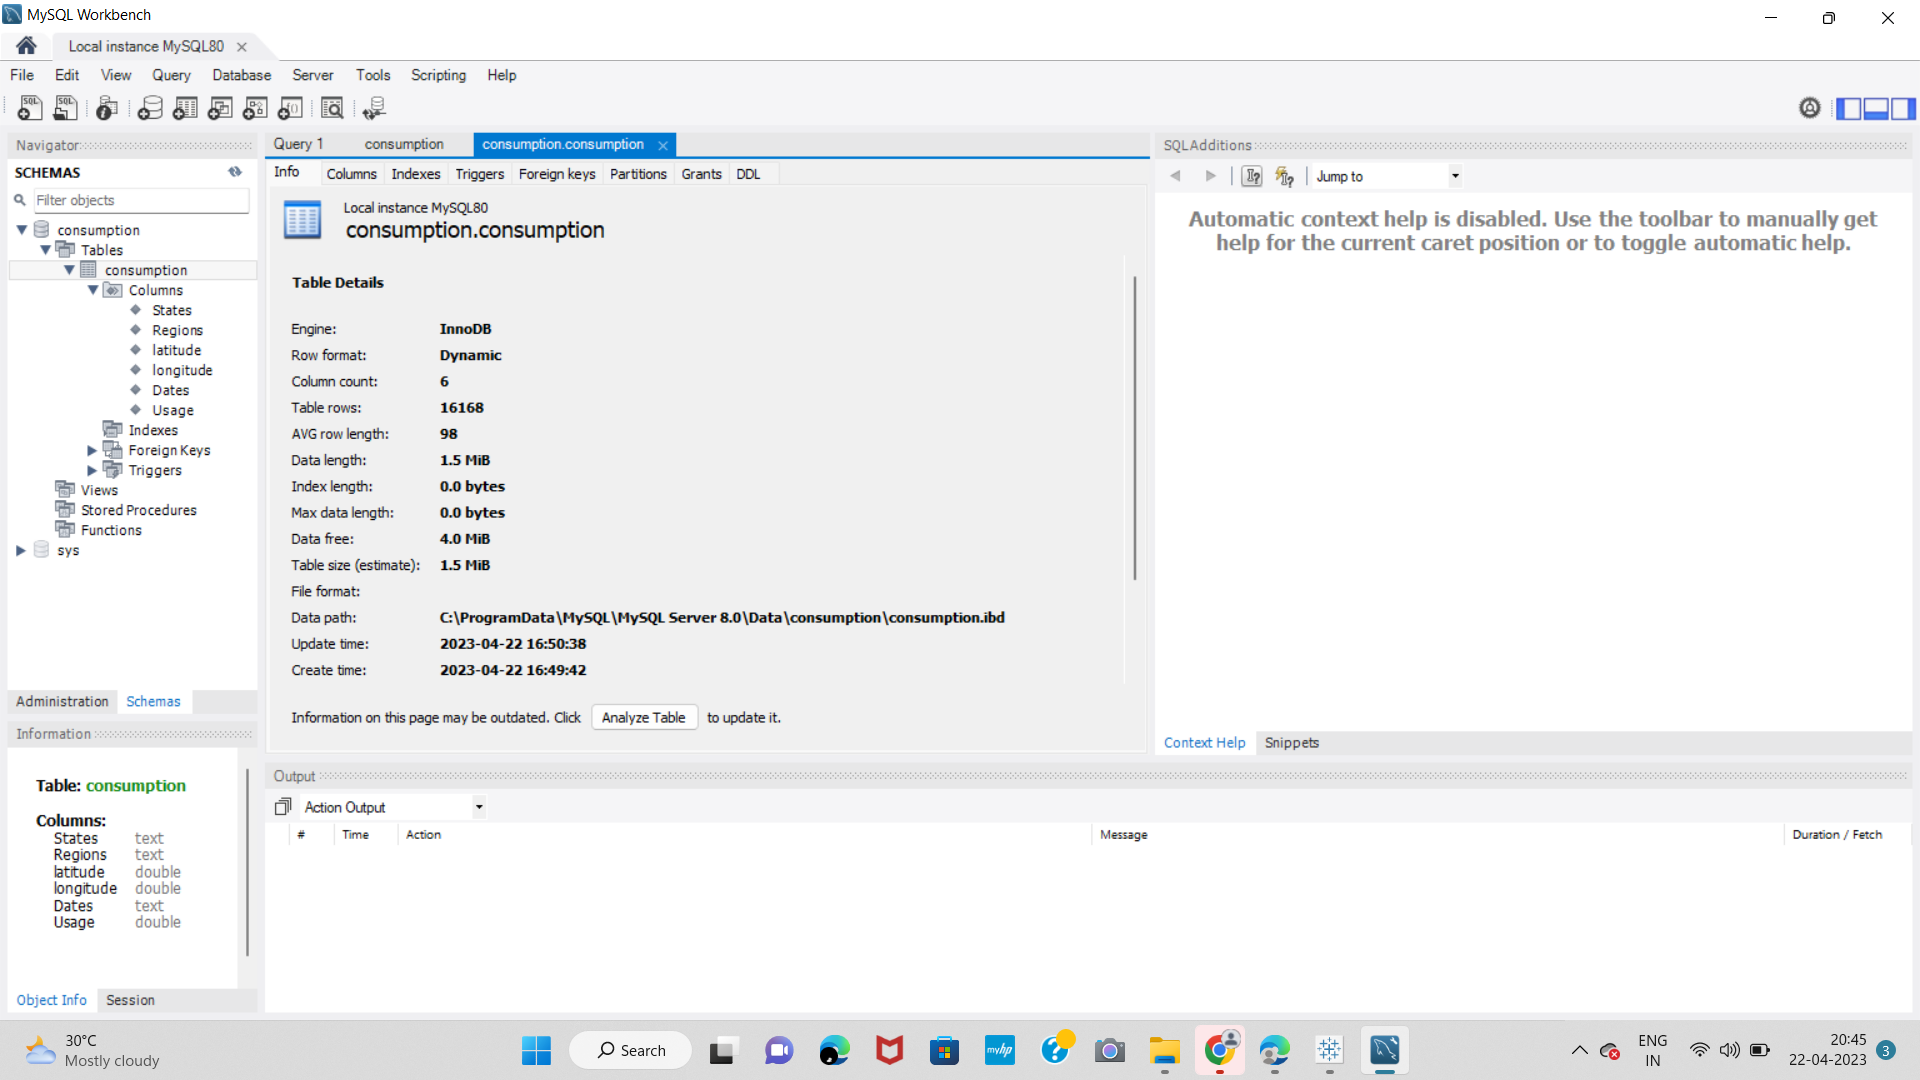 MySQL Workbench
Local instance MySQL80
File Edit View Query Database Server Tools Scripting Help
Navigator
SCHEMAS
Filter objects
consumption
Tables
consumption
Columns
States
Regions
latitude
longitude
Dates
Usage
Indexes
Foreign Keys
Triggers
Views
Stored Procedures
Functions
sys
Administration Schemas
Information
Table: consumption
Columns:
States text
Regions text
latitude double
longitude double
Dates text
Usage double
Object Info Session
Query 1 consumption consumption.consumption
Info Columns Indexes Triggers Foreign keys Partitions Grants DDL
Local instance MySQL80
consumption.consumption
Table Details
Engine: InnoDB
Row format: Dynamic
Column count: 6
Table rows: 16168
AVG row length: 98
Data length: 1.5 MiB
Index length: 0.0 bytes
Max data length: 0.0 bytes
Data free: 4.0 MiB
Table size (estimate): 1.5 MiB
File format:
Data path: C:\ProgramData\MySQL\MySQL Server 8.0\Data\consumption\consumption.ibd
Update time: 2023-04-22 16:50:38
Create time: 2023-04-22 16:49:42
Information on this page may be outdated. Click Analyze Table to update it.
SQLAdditions
Jump to
Automatic context help is disabled. Use the toolbar to manually get
help for the current caret position or to toggle automatic help.
Context Help Snippets
Output
Action Output
# Time Action Message Duration / Fetch
30°C
Mostly cloudy
Search
myhp
ENG
IN
20:45
22-04-2023
3